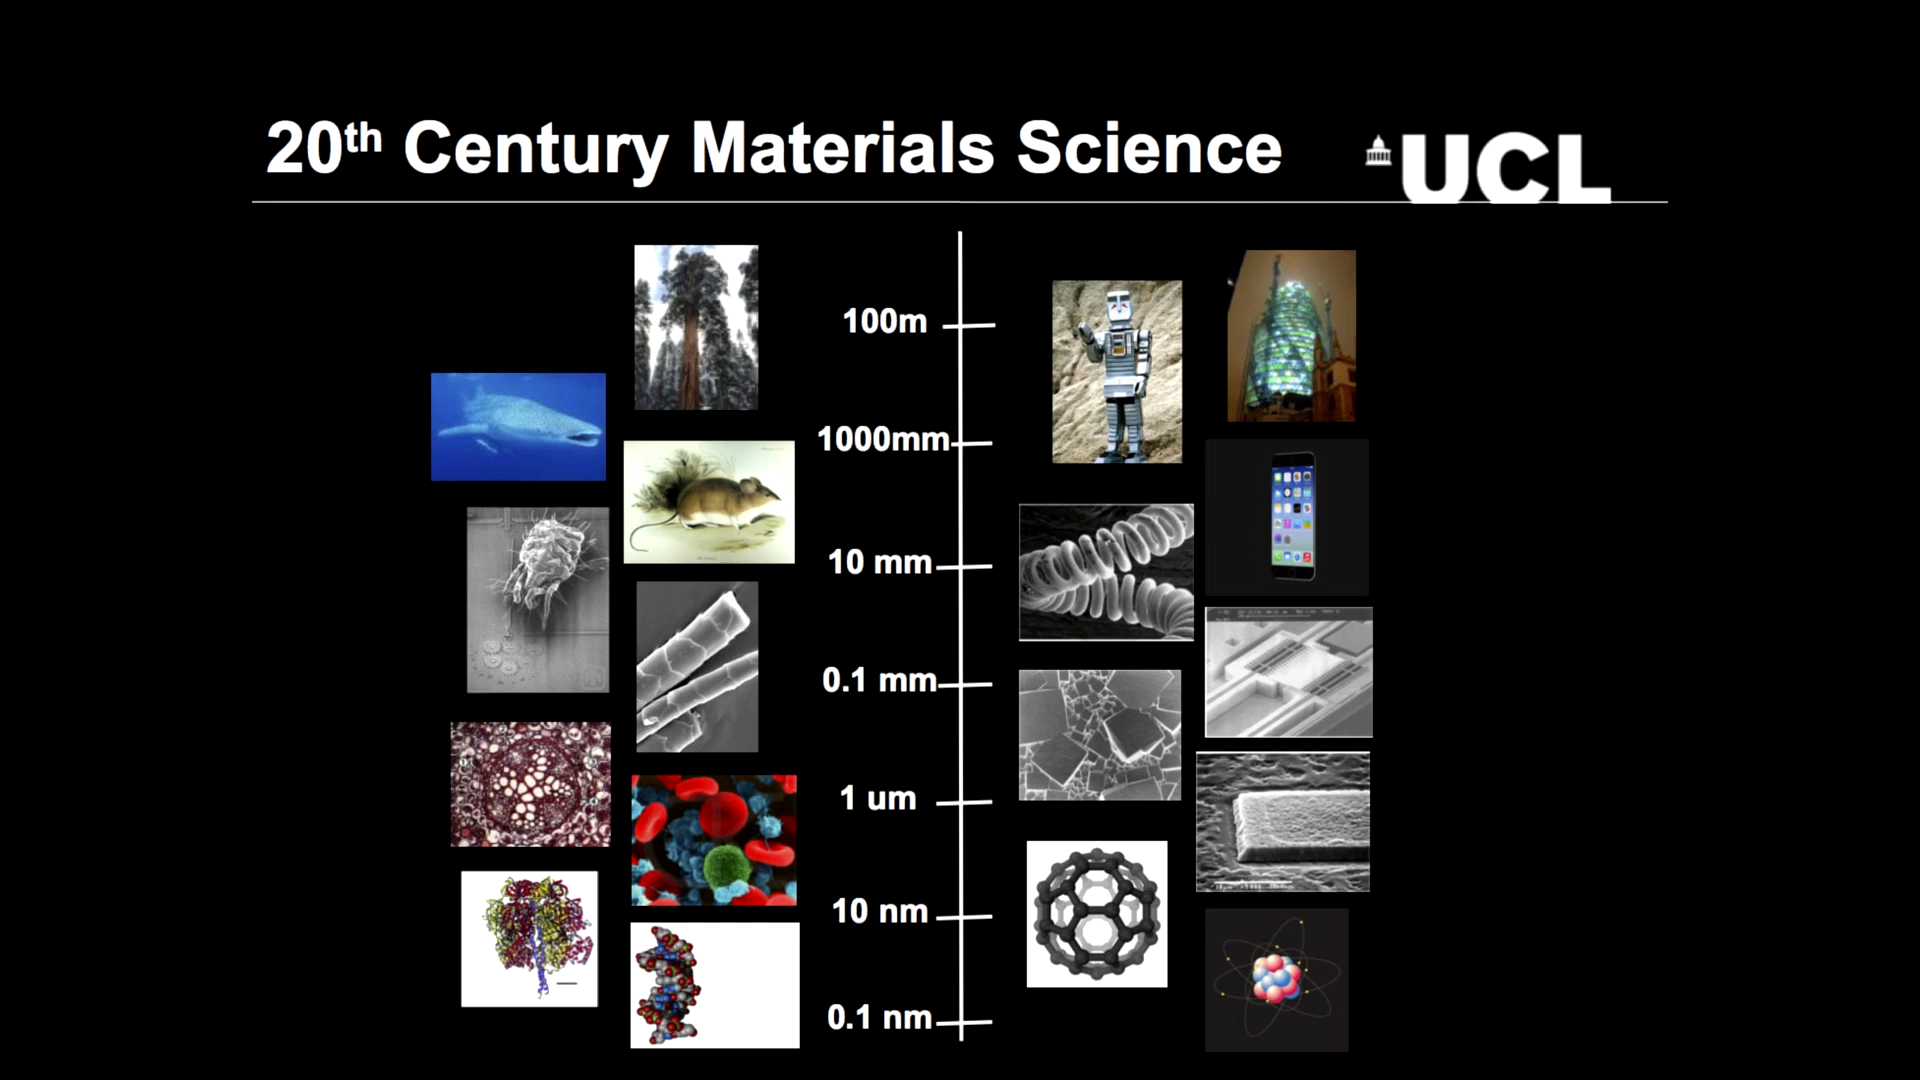 20th Century Materials Science
UCL
100m
1000mm
10 mm
0.1 mm
1 um
10 nm
0.1 nm